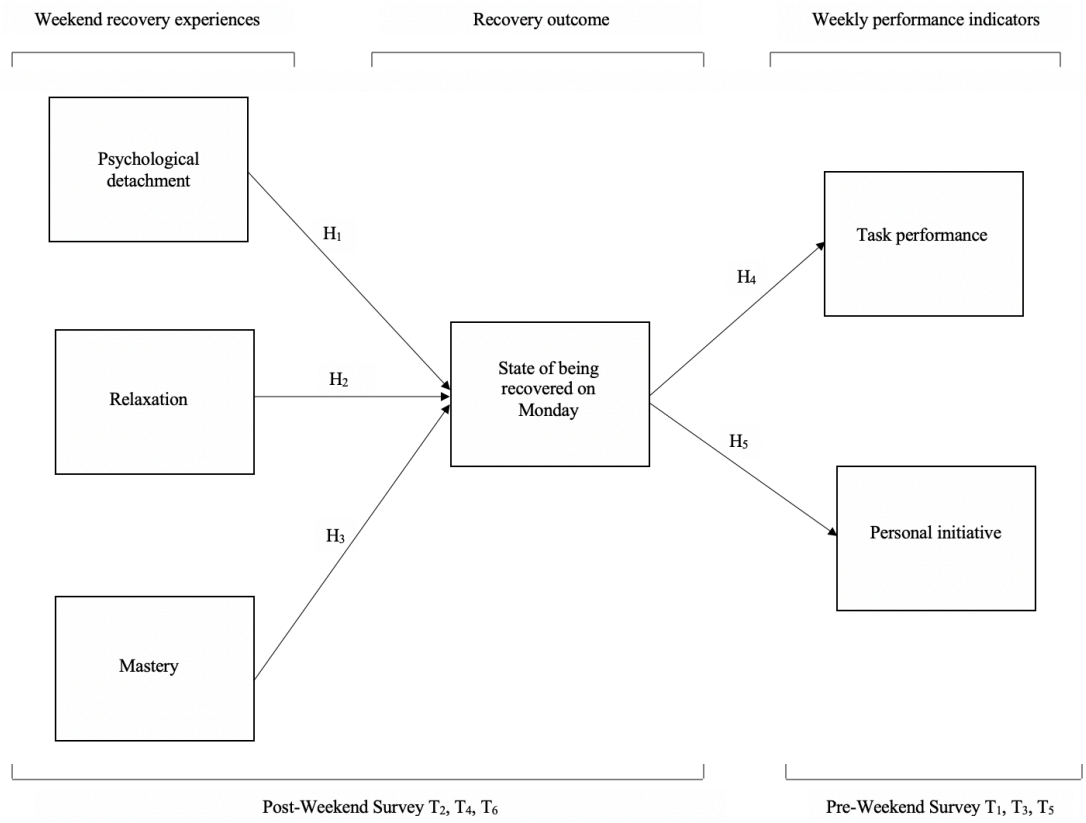 Weekend recovery experiences
Recovery outcome
Weekly performance indicators
Psychological
detachment
H₁
Task performance
H₄
Relaxation
H₂
State of being
recovered on
Monday
H₅
H₃
Personal initiative
Mastery
Post-Weekend Survey T₂, T₄, T₆
Pre-Weekend Survey T₁, T₃, T₅